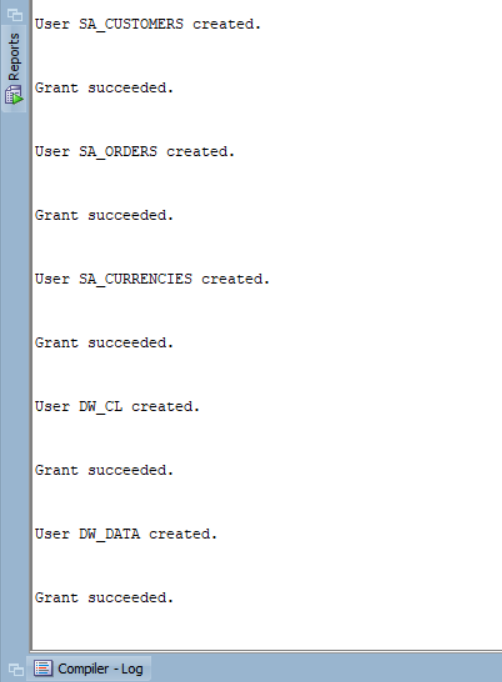 User SA_CUSTOMERS created.
Grant succeeded.
User SA_ORDERS created.
Grant succeeded.
User SA_CURRENCIES created.
Grant succeeded.
User DW_CL created.
Grant succeeded.
User DW_DATA created.
Grant succeeded.
Reports
Compiler - Log